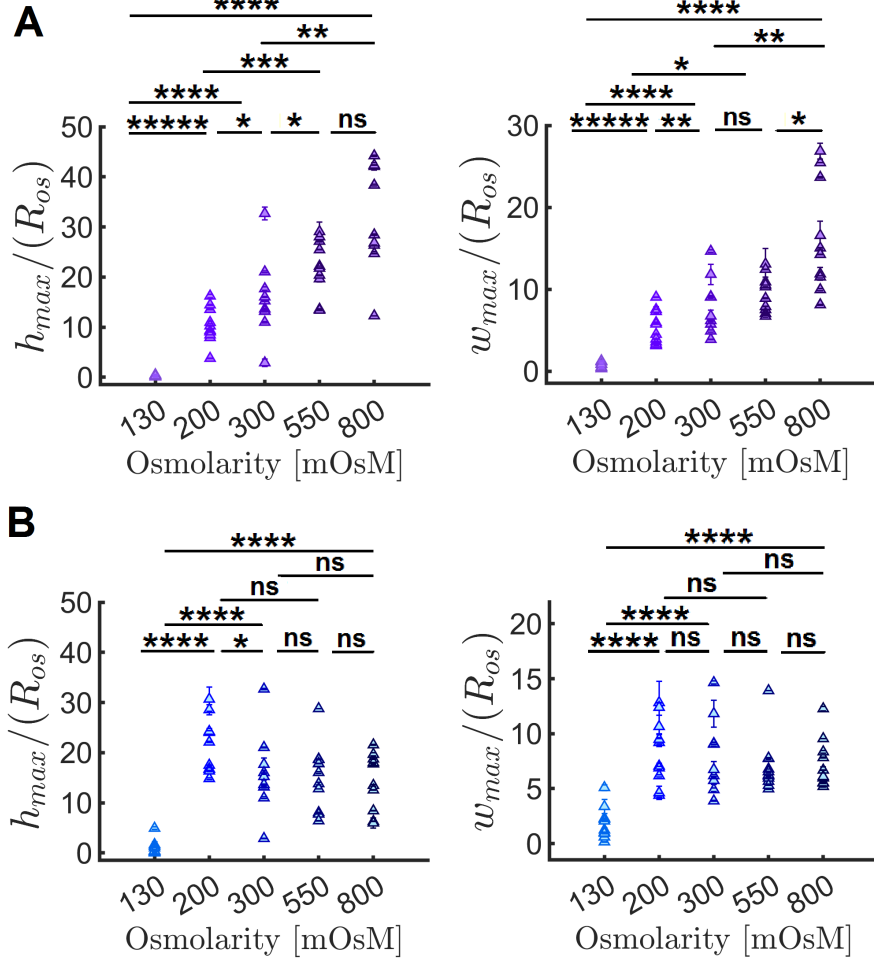 A
****
**
***
****
***** * * ns
50
40
30
20
10
0
h_max/(R_os)
130 200 300 550 800
Osmolarity [mOsM]
****
**
*
****
***** ** ns *
30
20
10
0
w_max/(R_os)
130 200 300 550 800
Osmolarity [mOsM]
B
****
ns
ns
****
**** * ns ns
50
40
30
20
10
0
h_max/(R_os)
130 200 300 550 800
Osmolarity [mOsM]
****
ns
ns
****
**** ns ns ns
20
15
10
5
0
w_max/(R_os)
130 200 300 550 800
Osmolarity [mOsM]